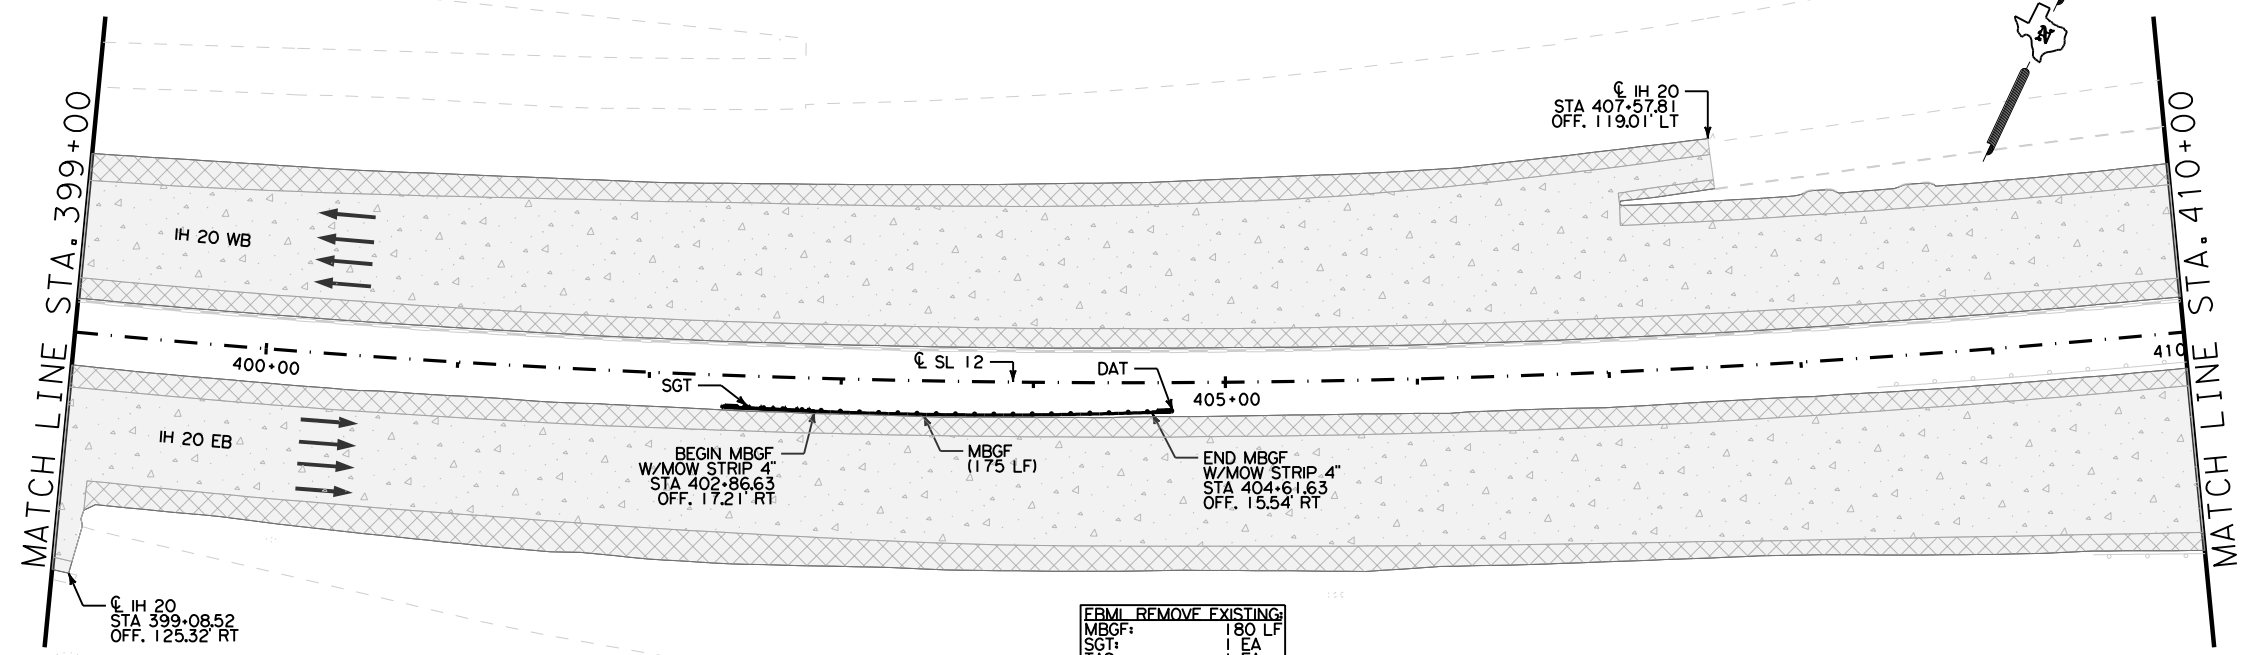 MATCH LINE STA. 399+00
IH 20 WB
℄ IH 20
STA 407+57.81
OFF. 119.01' LT
N
MATCH LINE STA. 410+00
400+00
SGT
℄ SL 12
DAT
405+00
410
IH 20 EB
BEGIN MBGF
W/MOW STRIP 4"
STA 402+86.63
OFF. 17.21' RT
MBGF
(175 LF)
END MBGF
W/MOW STRIP 4"
STA 404+61.63
OFF. 15.54' RT
℄ IH 20
STA 399+08.52
OFF. 125.32' RT
EBML REMOVE EXISTING:
MBGF: 180 LF
SGT: 1 EA